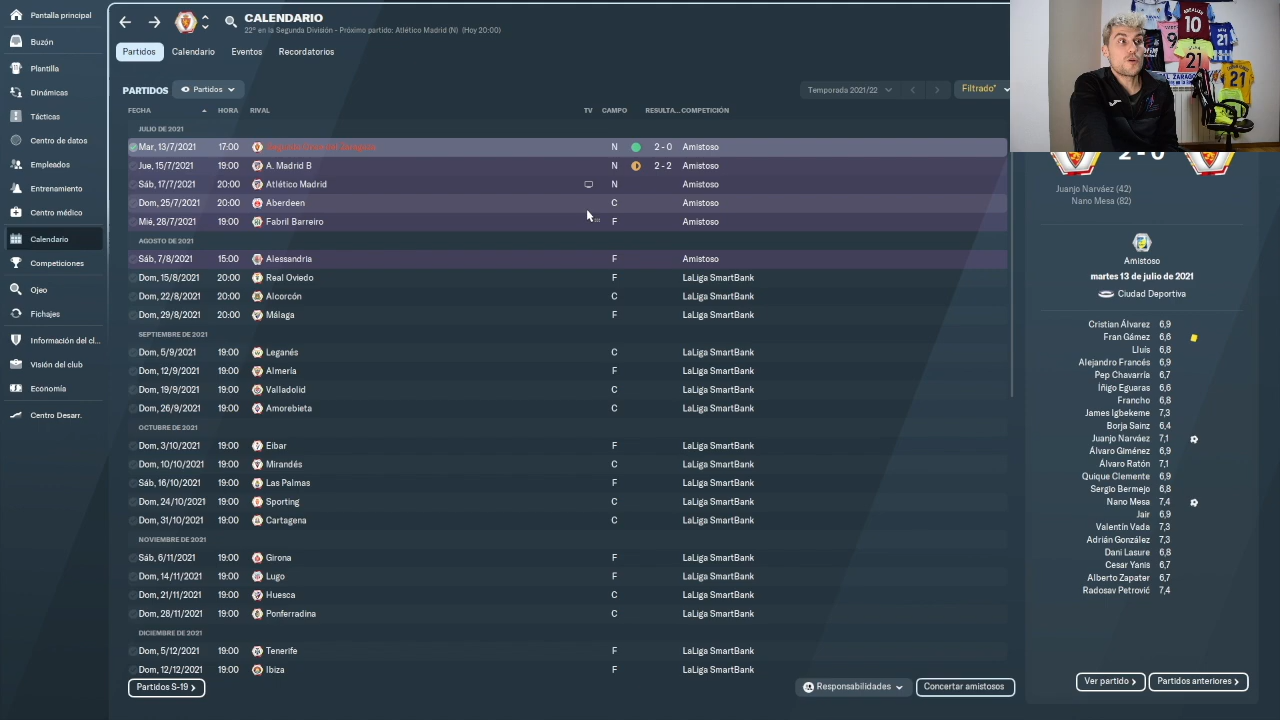 Pantalla principal
Buzón
Plantilla
Dinámicas
Tácticas
Centro de datos
Empleados
Entrenamiento
Centro médico
Calendario
Competiciones
Ojeo
Fichajes
Información del cl...
Visión del club
Economía
Centro Desarr.
CALENDARIO
22º en la Segunda División - Próximo partido: Atlético Madrid (N) (Hoy 20:00)
Partidos Calendario Eventos Recordatorios
PARTIDOS Partidos Temporada 2021/22 Filtrado*
FECHA HORA RIVAL TV CAMPO RESULTA... COMPETICIÓN
JULIO DE 2021
Mar, 13/7/2021 17:00 N 2 - 0 Amistoso
Jue, 15/7/2021 19:00 A. Madrid B N 2 - 2 Amistoso
Sáb, 17/7/2021 20:00 Atlético Madrid N Amistoso
Dom, 25/7/2021 20:00 Aberdeen C Amistoso
Mié, 28/7/2021 19:00 Fabril Barreiro F Amistoso
AGOSTO DE 2021
Sáb, 7/8/2021 15:00 Alessandria F Amistoso
Dom, 15/8/2021 20:00 Real Oviedo F LaLiga SmartBank
Dom, 22/8/2021 20:00 Alcorcón C LaLiga SmartBank
Dom, 29/8/2021 20:00 Málaga F LaLiga SmartBank
SEPTIEMBRE DE 2021
Dom, 5/9/2021 19:00 Leganés C LaLiga SmartBank
Dom, 12/9/2021 19:00 Almería F LaLiga SmartBank
Dom, 19/9/2021 19:00 Valladolid C LaLiga SmartBank
Dom, 26/9/2021 19:00 Amorebieta C LaLiga SmartBank
OCTUBRE DE 2021
Dom, 3/10/2021 19:00 Eibar F LaLiga SmartBank
Dom, 10/10/2021 19:00 Mirandés C LaLiga SmartBank
Sáb, 16/10/2021 19:00 Las Palmas F LaLiga SmartBank
Dom, 24/10/2021 19:00 Sporting C LaLiga SmartBank
Dom, 31/10/2021 19:00 Cartagena C LaLiga SmartBank
NOVIEMBRE DE 2021
Sáb, 6/11/2021 19:00 Girona F LaLiga SmartBank
Dom, 14/11/2021 19:00 Lugo F LaLiga SmartBank
Dom, 21/11/2021 19:00 Huesca C LaLiga SmartBank
Dom, 28/11/2021 19:00 Ponferradina C LaLiga SmartBank
DICIEMBRE DE 2021
Dom, 5/12/2021 19:00 Tenerife F LaLiga SmartBank
Dom, 12/12/2021 19:00 Ibiza F LaLiga SmartBank
Partidos S-19 Responsabilidades Concertar amistosos
10
21
9
21
21
2 - 0
Juanjo Narváez (42)
Nano Mesa (82)
Amistoso
martes 13 de julio de 2021
Ciudad Deportiva
Cristian Álvarez 6,9
Fran Gámez 6,6
Lluís 6,8
Alejandro Francés 6,9
Pep Chavarría 6,7
Íñigo Eguaras 6,6
Francho 6,8
James Igbekeme 7,3
Borja Sainz 6,4
Juanjo Narváez 7,1
Álvaro Giménez 6,9
Álvaro Ratón 7,1
Quique Clemente 6,9
Sergio Bermejo 6,8
Nano Mesa 7,4
Jair 6,9
Valentín Vada 7,3
Adrián González 7,3
Dani Lasure 6,8
Cesar Yanis 6,7
Alberto Zapater 6,7
Radosav Petrović 7,4
Ver partido Partidos anteriores